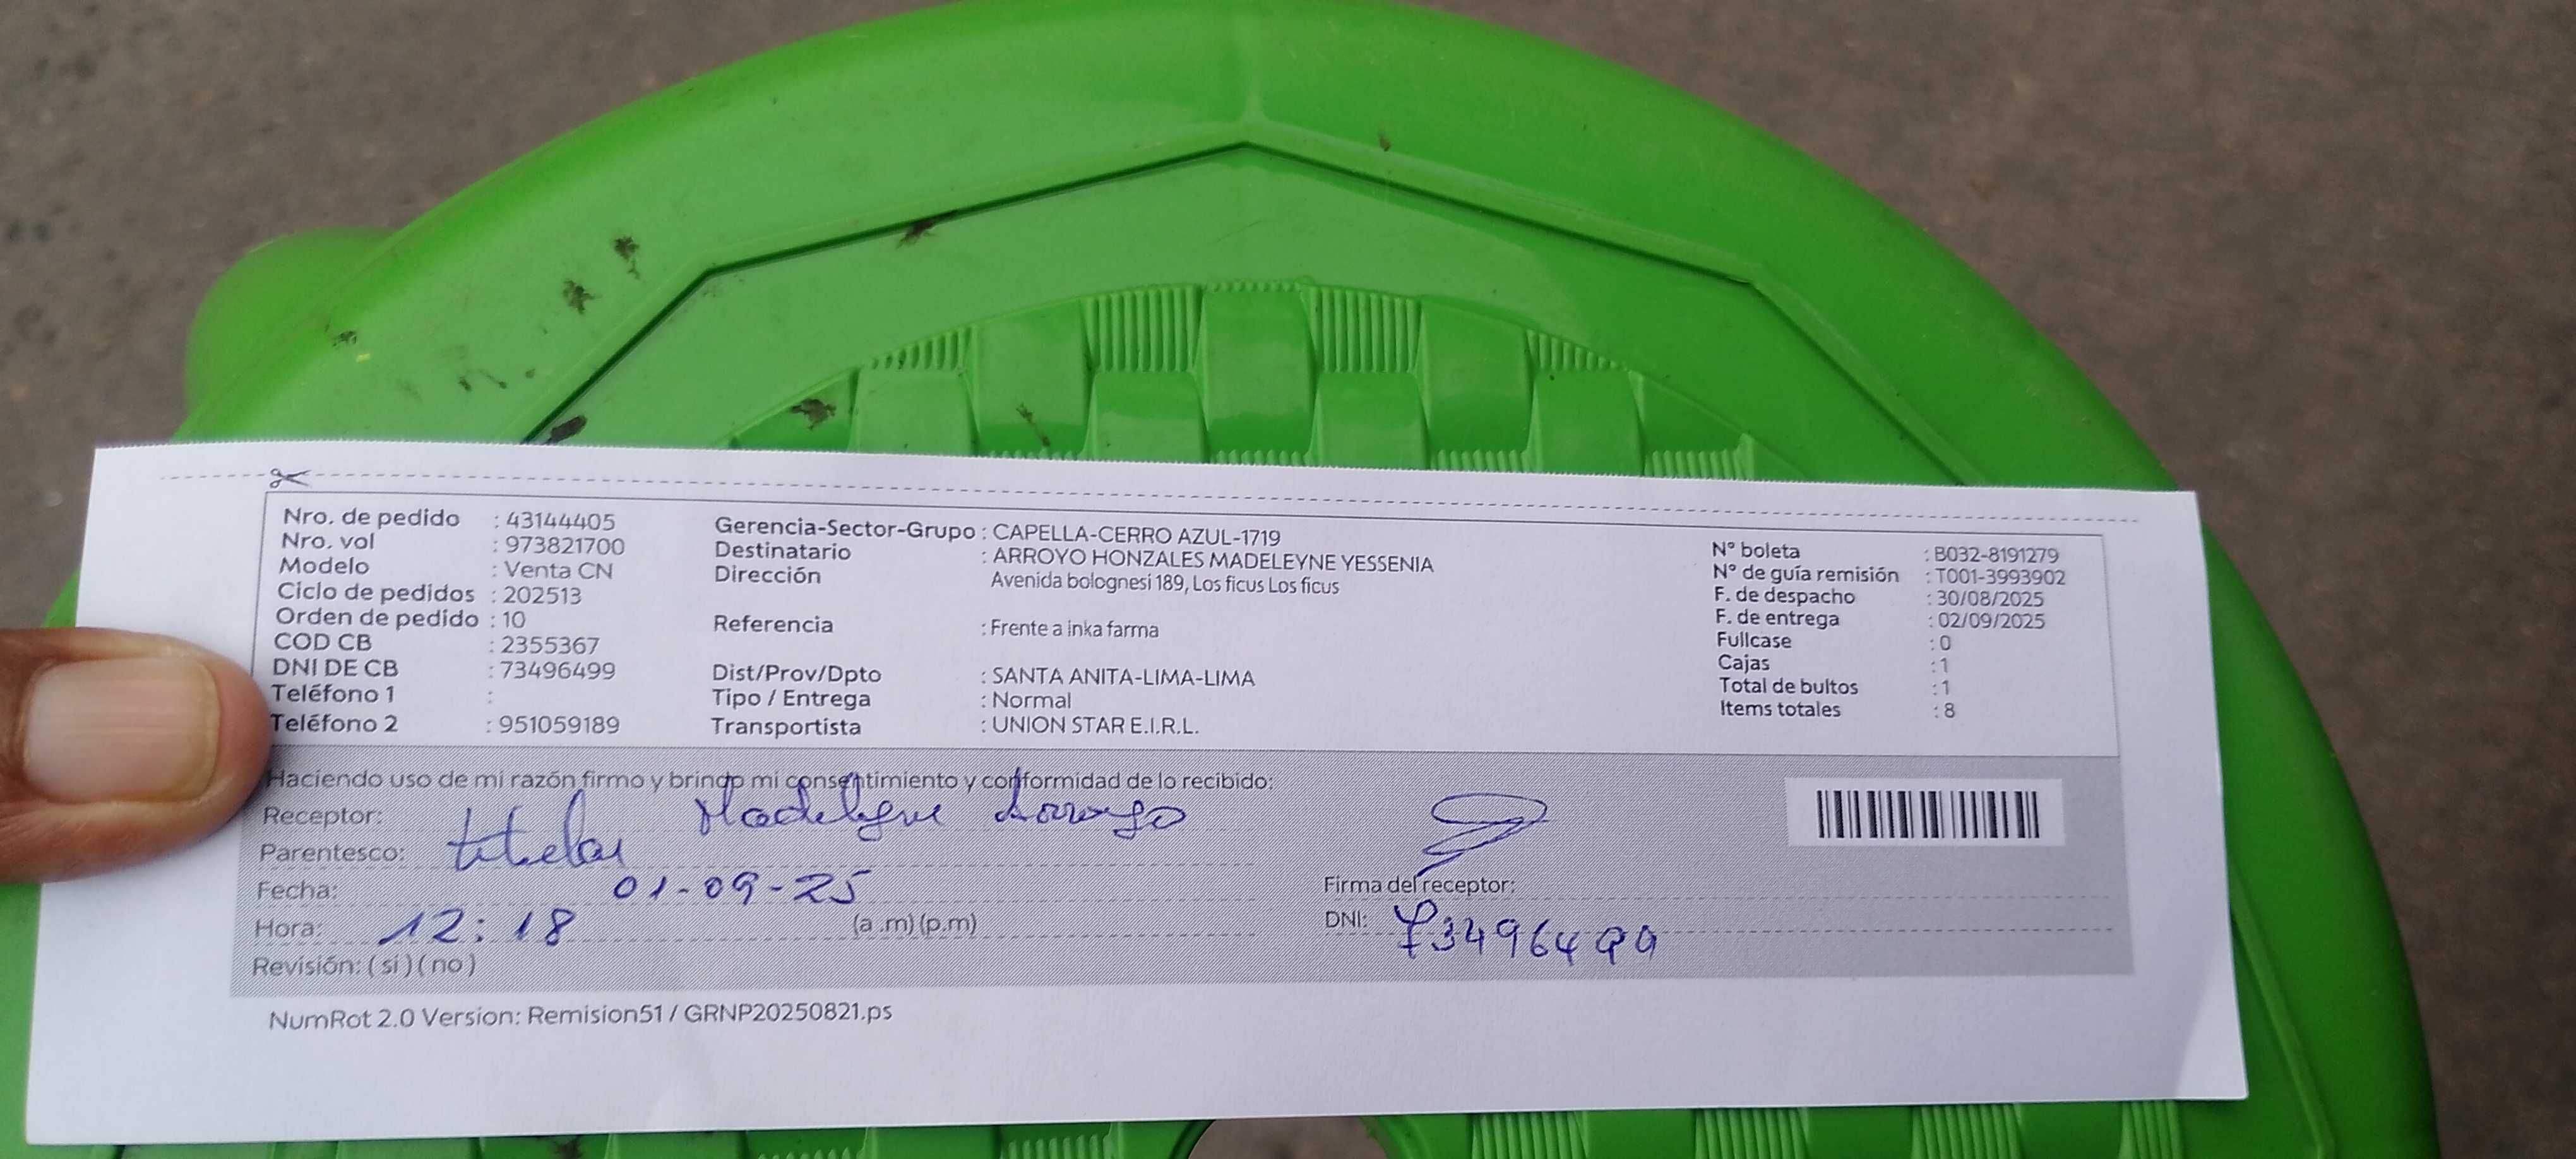 Nro. de pedido : 43144405
Nro. vol : 973821700
Modelo : Venta CN
Ciclo de pedidos : 202513
Orden de pedido : 10
COD CB : 2355367
DNI DE CB : 73496499
Teléfono 1 :
Teléfono 2 : 951059189
Gerencia-Sector-Grupo : CAPELLA-CERRO AZUL-1719
Destinatario : ARROYO HONZALES MADELEYNE YESSENIA
Dirección Avenida bolognesi 189, Los ficus Los ficus
Referencia : Frente a inka farma
Dist/Prov/Dpto : SANTA ANITA-LIMA-LIMA
Tipo / Entrega : Normal
Transportista : UNION STAR E.I.R.L.
N° boleta : B032-8191279
N° de guía remisión : T001-3993902
F. de despacho : 30/08/2025
F. de entrega : 02/09/2025
Fullcase : 0
Cajas : 1
Total de bultos : 1
Items totales : 8
Haciendo uso de mi razón firmo y brindo mi consentimiento y conformidad de lo recibido:
Receptor: Madeleyne Arroyo
Parentesco: titular
Fecha: 01-09-25
Hora: 12:18 (a .m) (p.m)
Revisión: ( si ) ( no )
Firma del receptor:
DNI: 73496499
NumRot 2.0 Version: Remision51 / GRNP20250821.ps